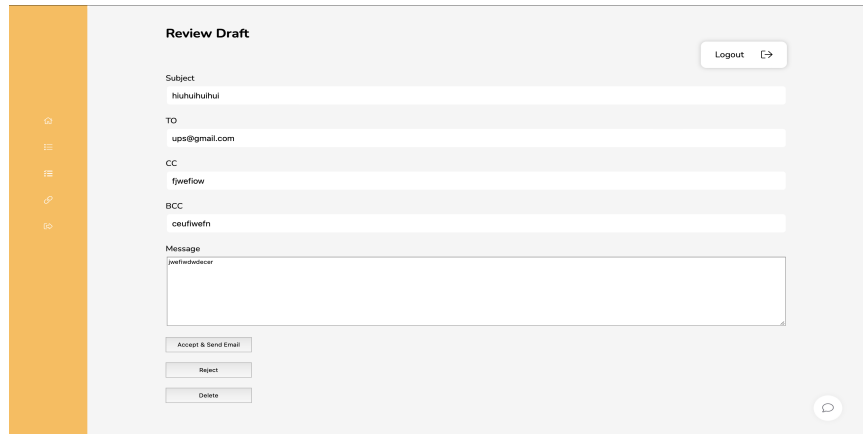 Review Draft
Logout
Subject
hiuhuihuihui
TO
ups@gmail.com
CC
fjwefiow
BCC
ceufiwefn
Message
jwefiwdwdecer
Accept & Send Email
Reject
Delete